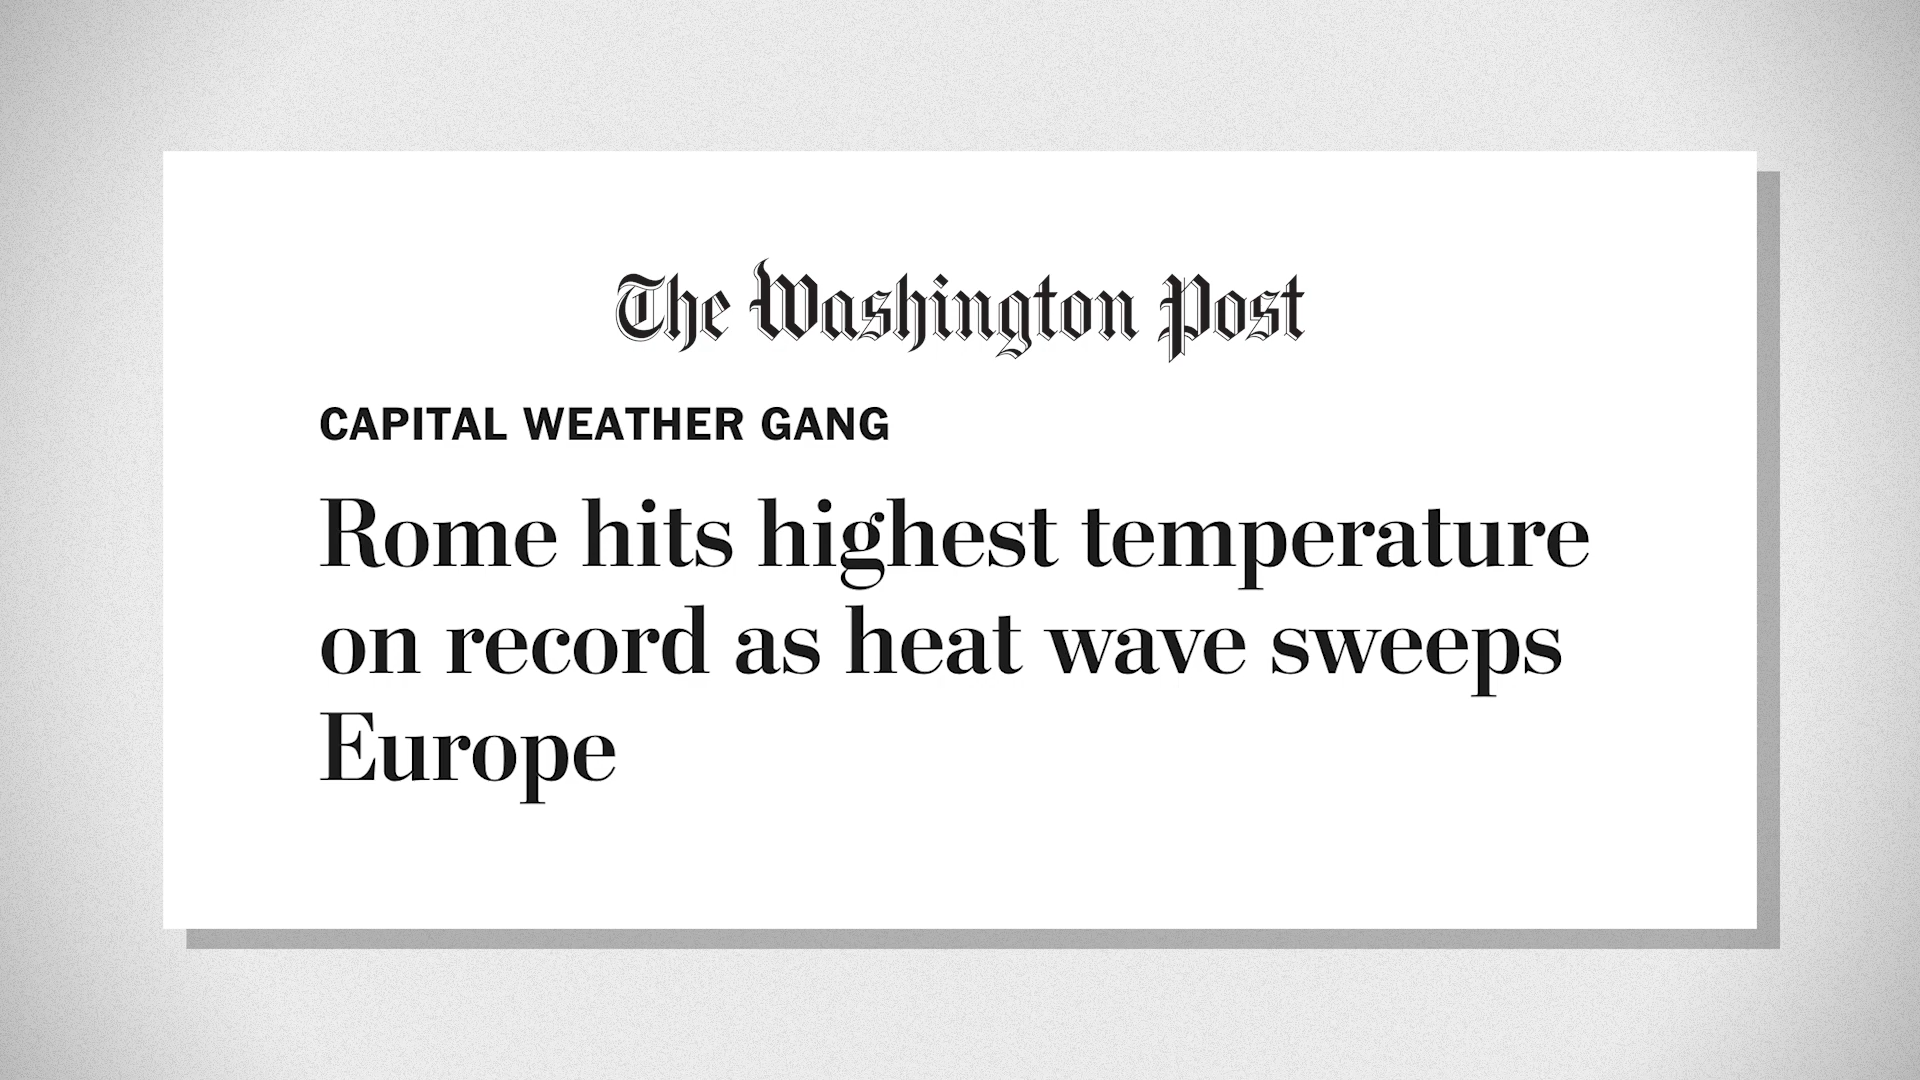 The Washington Post
CAPITAL WEATHER GANG
Rome hits highest temperature
on record as heat wave sweeps
Europe